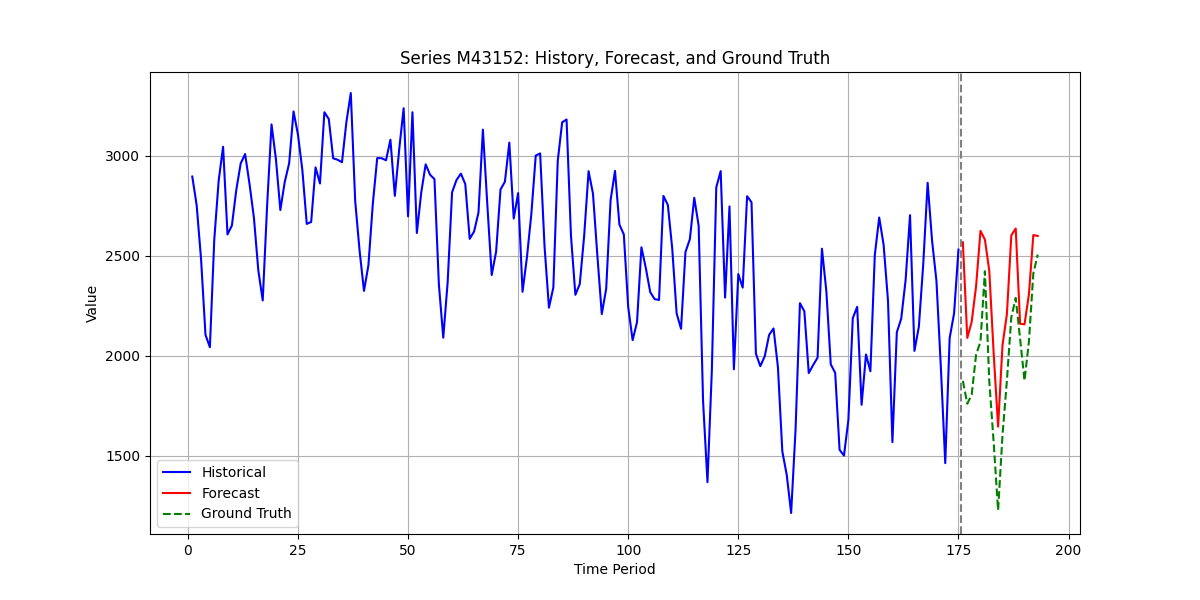 Series M43152: History, Forecast, and Ground Truth
Value
3000
2500
2000
1500
Historical
Forecast
Ground Truth
0 25 50 75 100 125 150 175 200
Time Period